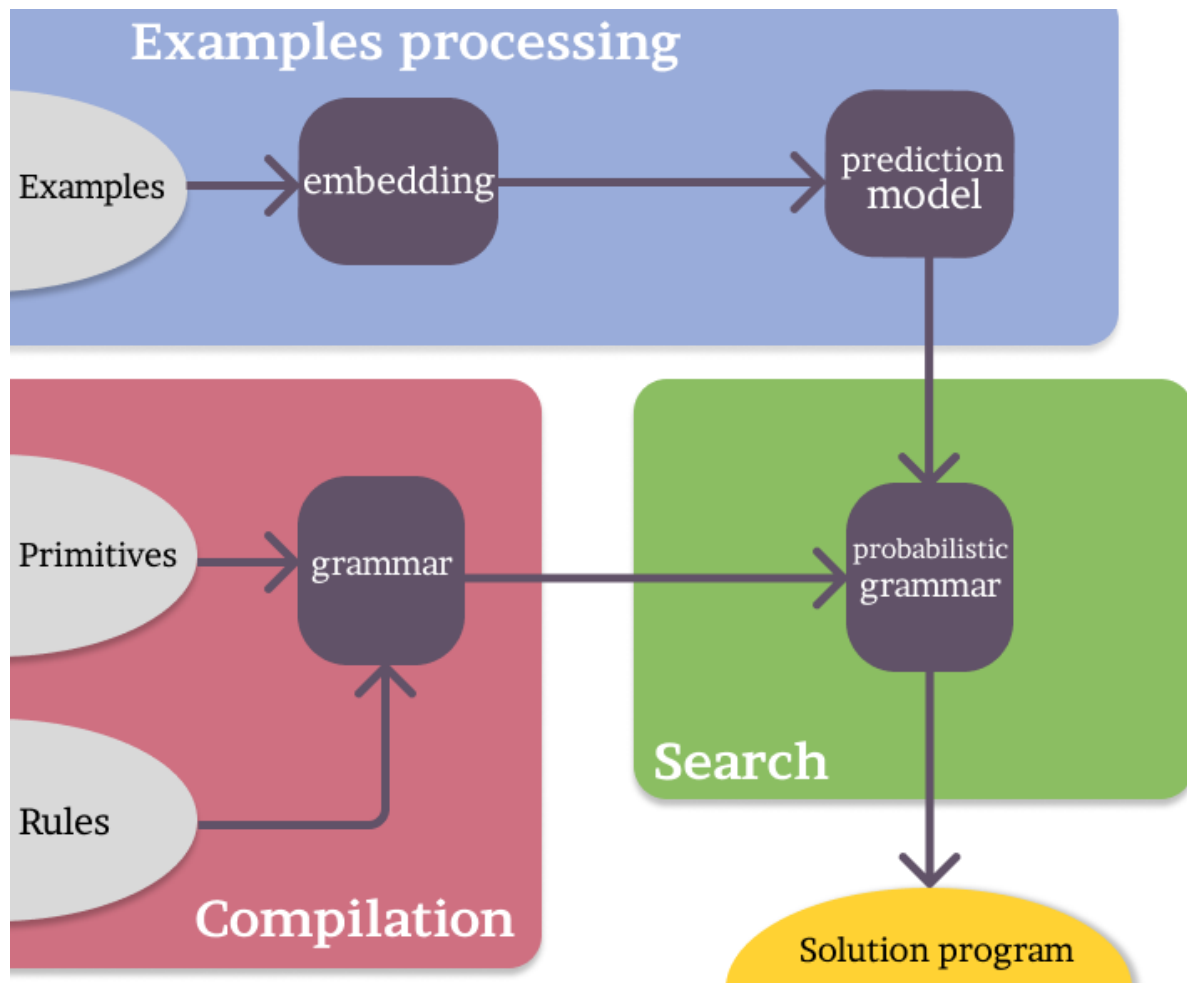 Examples processing
Examples
embedding
prediction
model
Primitives
grammar
probabilistic
grammar
Rules
Search
Compilation
Solution program